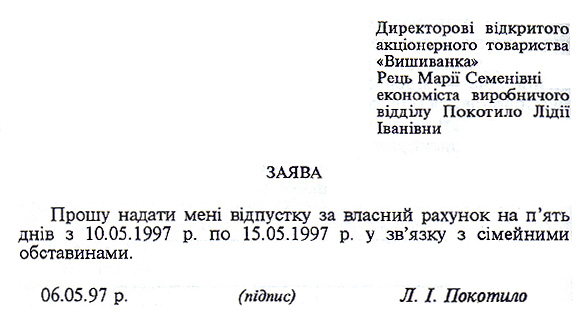 Директорові відкритого
акціонерного товариства
«Вишиванка»
Рець Марії Семенівні
економіста виробничого
відділу Покотило Лідії
Іванівни
ЗАЯВА
Прошу надати мені відпустку за власний рахунок на п’ять
днів з 10.05.1997 р. по 15.05.1997 р. у зв’язку з сімейними
обставинами.
06.05.97 р. (підпис) Л. І. Покотило